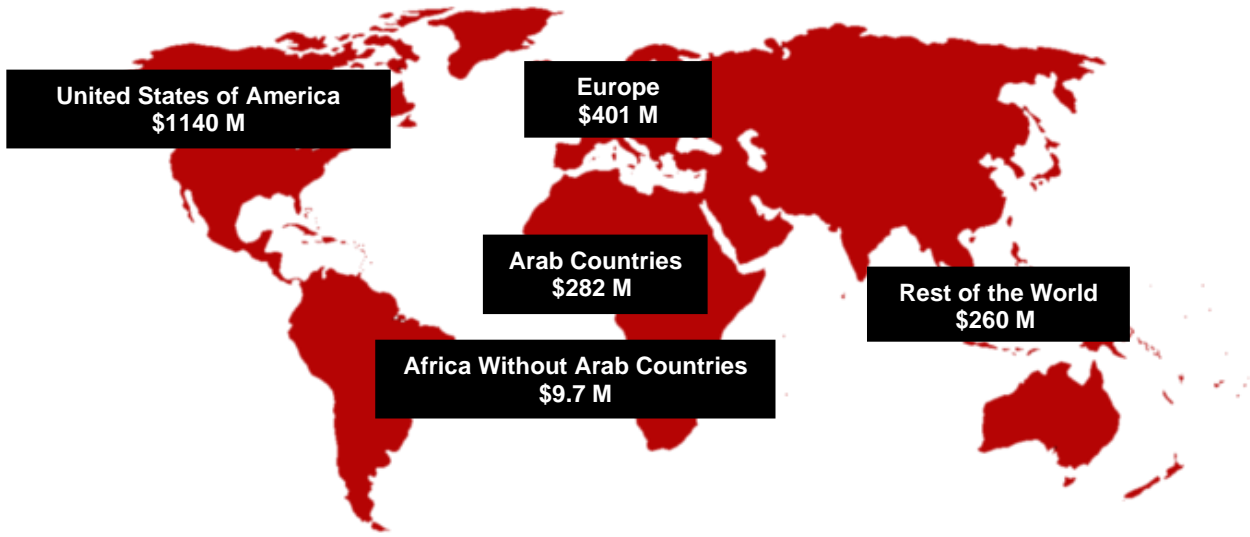 United States of America
$1140 M
Europe
$401 M
Arab Countries
$282 M
Rest of the World
$260 M
Africa Without Arab Countries
$9.7 M